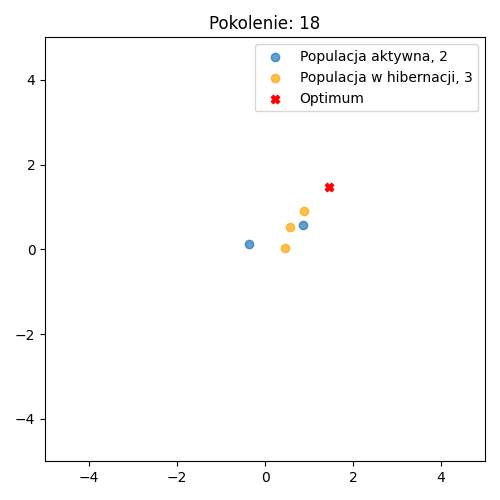 Pokolenie: 18
Populacja aktywna, 2
Populacja w hibernacji, 3
Optimum
4
2
0
−2
−4
−4 −2 0 2 4